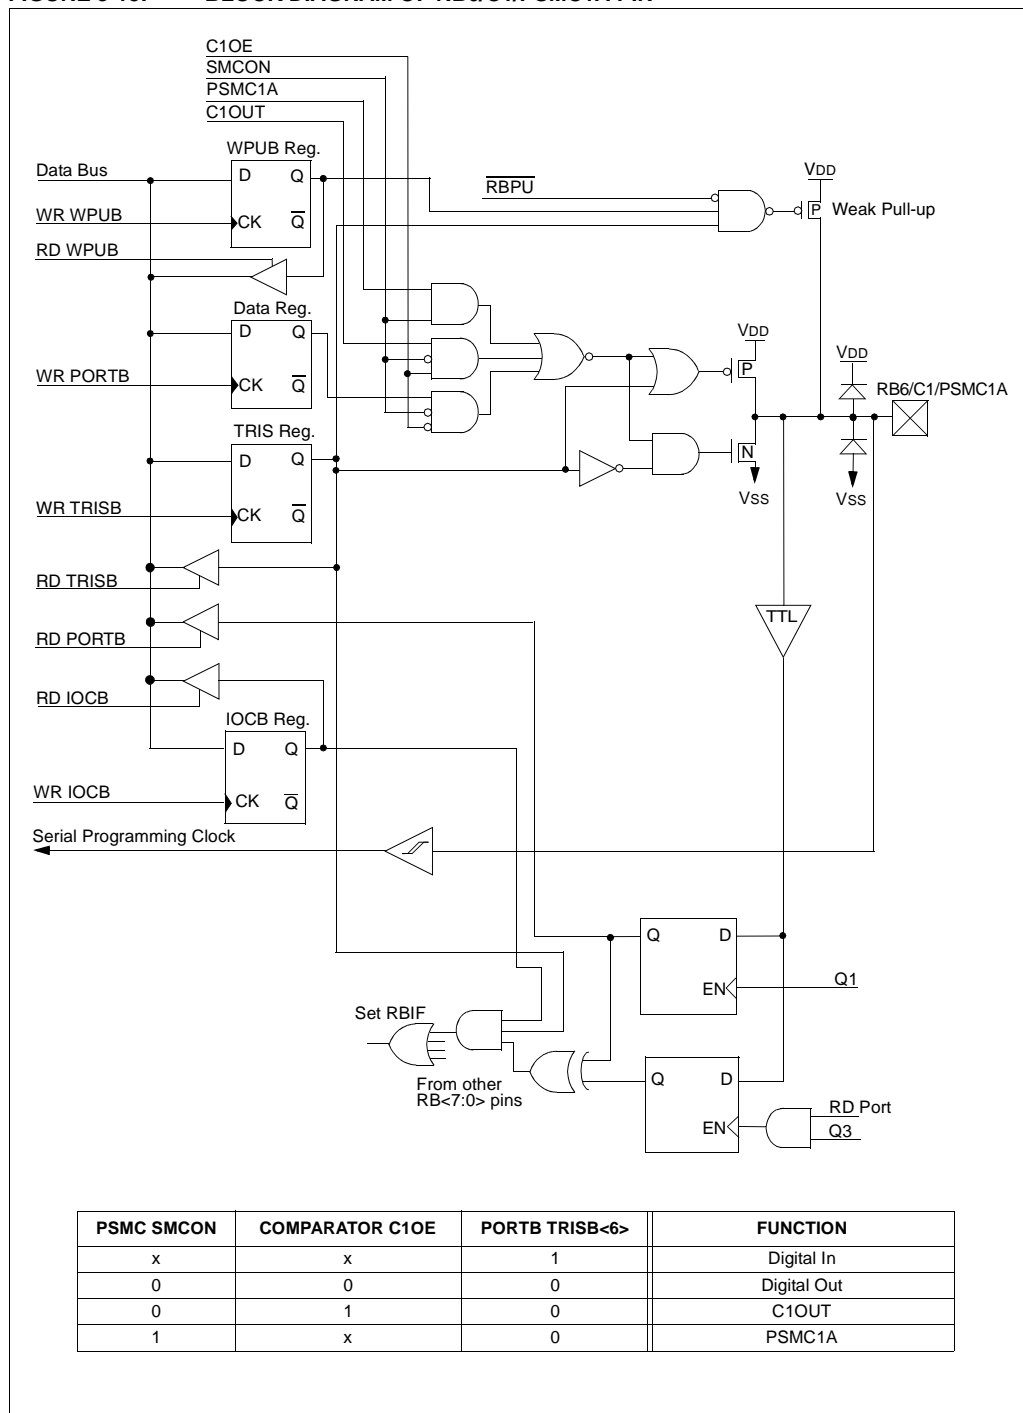 C1OE
SMCON
PSMC1A
C1OUT
WPUB Reg.
Data Bus
D Q
VDD
RBPU
WR WPUB
CK Q
P
Weak Pull-up
RD WPUB
Data Reg.
D Q
VDD
VDD
WR PORTB
CK Q
P
RB6/C1/PSMC1A
TRIS Reg.
D Q
N
VSS
VSS
WR TRISB
CK Q
RD TRISB
RD PORTB
TTL
RD IOCB
IOCB Reg.
D Q
WR IOCB
CK Q
Serial Programming Clock
Q D
EN
Q1
Set RBIF
From other
RB<7:0> pins
Q D
RD Port
EN
Q3
PSMC SMCON COMPARATOR C1OE PORTB TRISB<6> FUNCTION
x x 1 Digital In
0 0 0 Digital Out
0 1 0 C1OUT
1 x 0 PSMC1A